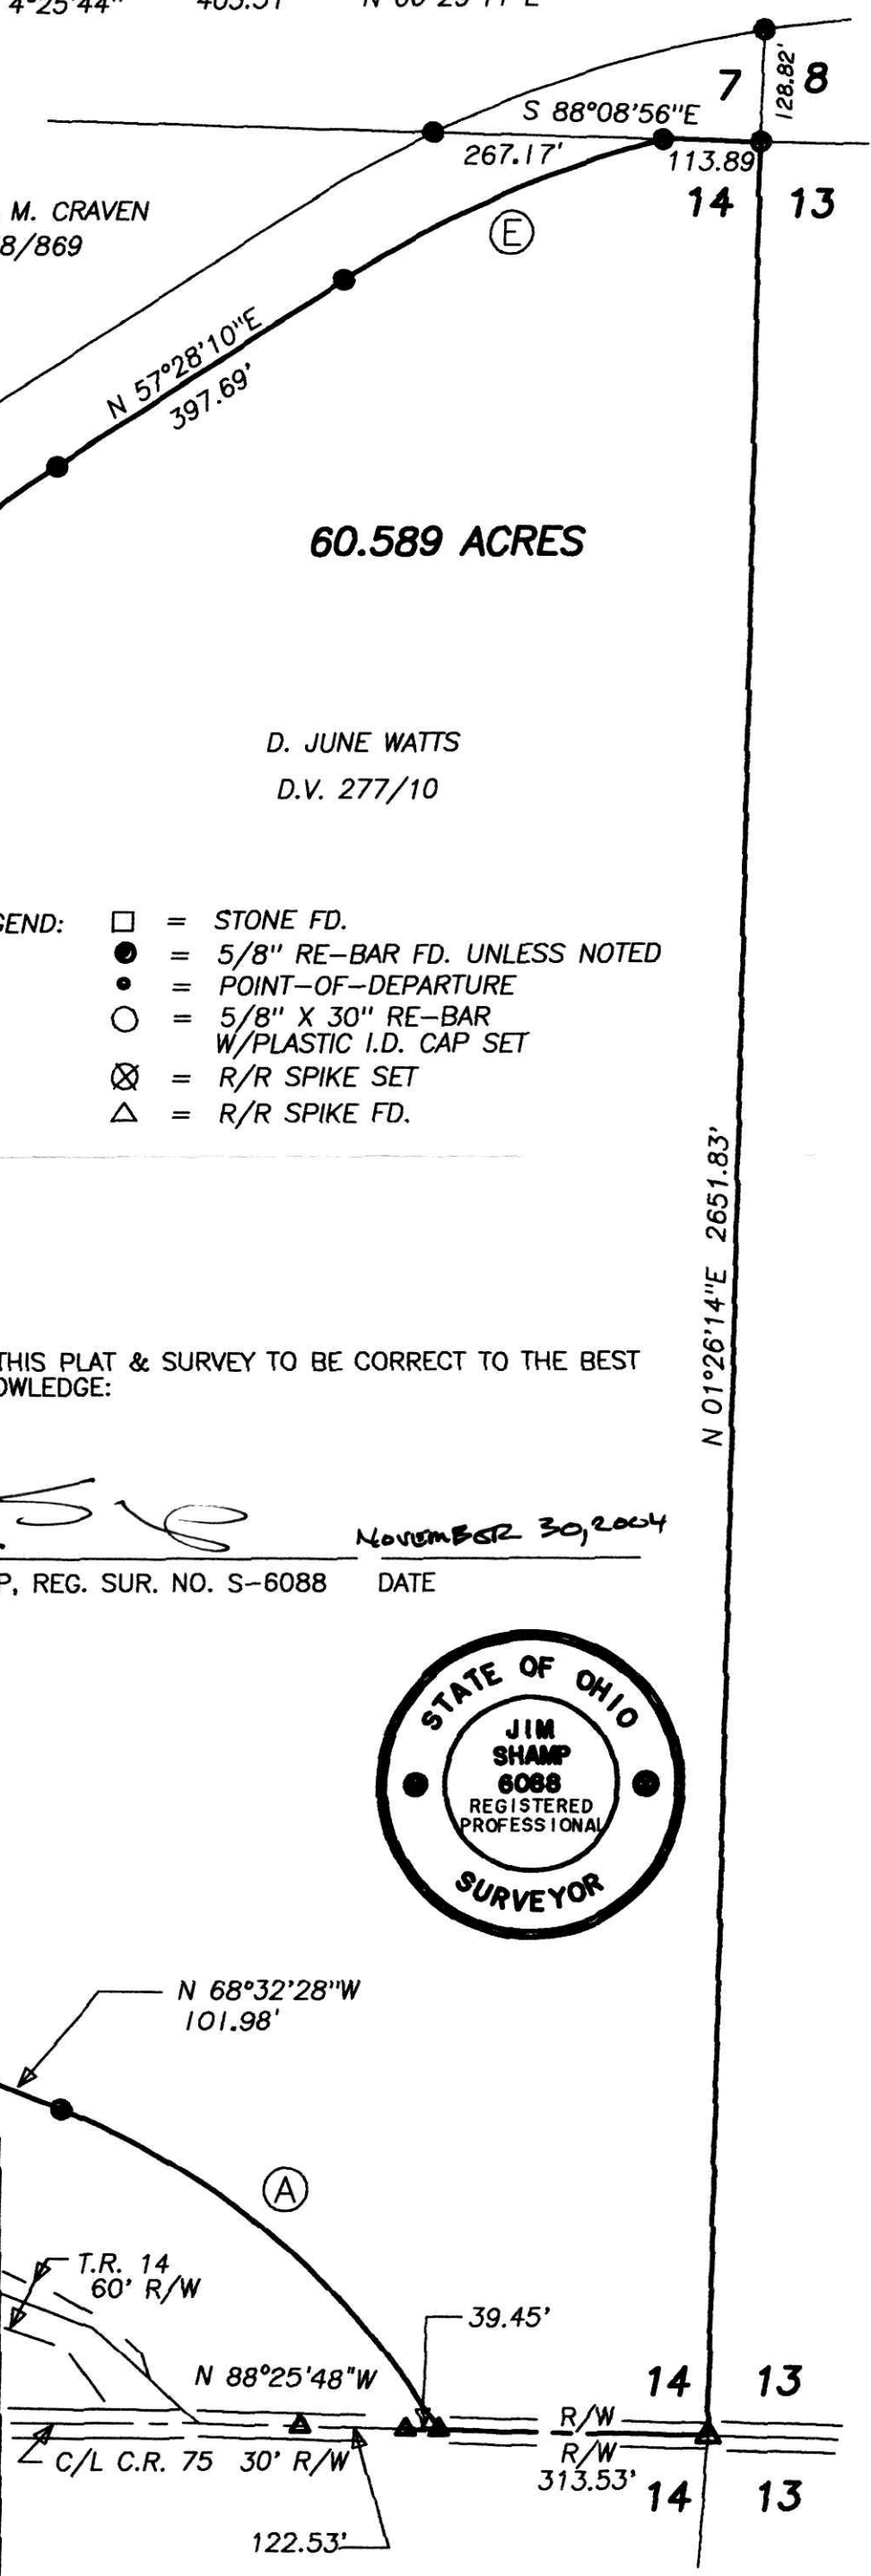 4°25'44"
N 60°29'11"E
7
8
128.82'
S 88°08'56"E
267.17'
113.89
14
13
M. CRAVEN
8/869
E
N 57°28'10"E
397.69'
60.589 ACRES
D. JUNE WATTS
D.V. 277/10
GEND:
□ = STONE FD.
● = 5/8" RE-BAR FD. UNLESS NOTED
• = POINT-OF-DEPARTURE
○ = 5/8" X 30" RE-BAR
W/PLASTIC I.D. CAP SET
⊗ = R/R SPIKE SET
△ = R/R SPIKE FD.
N 01°26'14"E 2651.83'
THIS PLAT & SURVEY TO BE CORRECT TO THE BEST
OWLEDGE:
NOVEMBER 30, 2004
P, REG. SUR. NO. S-6088 DATE
STATE OF OHIO
JIM
SHAMP
6088
REGISTERED
PROFESSIONAL
SURVEYOR
N 68°32'28"W
101.98'
A
T.R. 14
60' R/W
39.45'
N 88°25'48"W
14
13
R/W
C/L C.R. 75 30' R/W
R/W
313.53'
14
13
122.53'